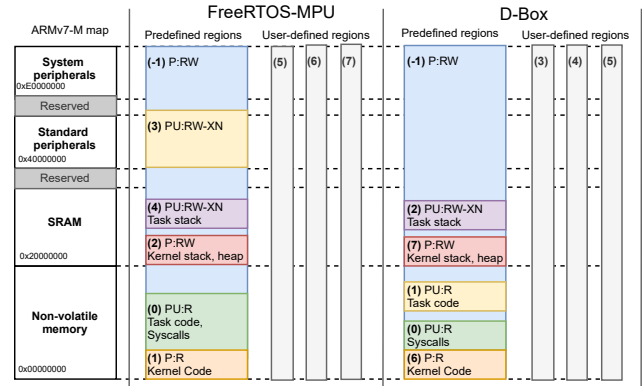 FreeRTOS-MPU
D-Box
ARMv7-M map
Predefined regions
User-defined regions
Predefined regions
User-defined regions
System
peripherals
0xE0000000
Reserved
Standard
peripherals
0x40000000
Reserved
SRAM
0x20000000
Non-volatile
memory
0x00000000
(-1) P:RW
(3) PU:RW-XN
(4) PU:RW-XN
Task stack
(2) P:RW
Kernel stack, heap
(0) PU:R
Task code,
Syscalls
(1) P:R
Kernel Code
(5)
(6)
(7)
(-1) P:RW
(2) PU:RW-XN
Task stack
(7) P:RW
Kernel stack, heap
(1) PU:R
Task code
(0) PU:R
Syscalls
(6) P:R
Kernel Code
(3)
(4)
(5)